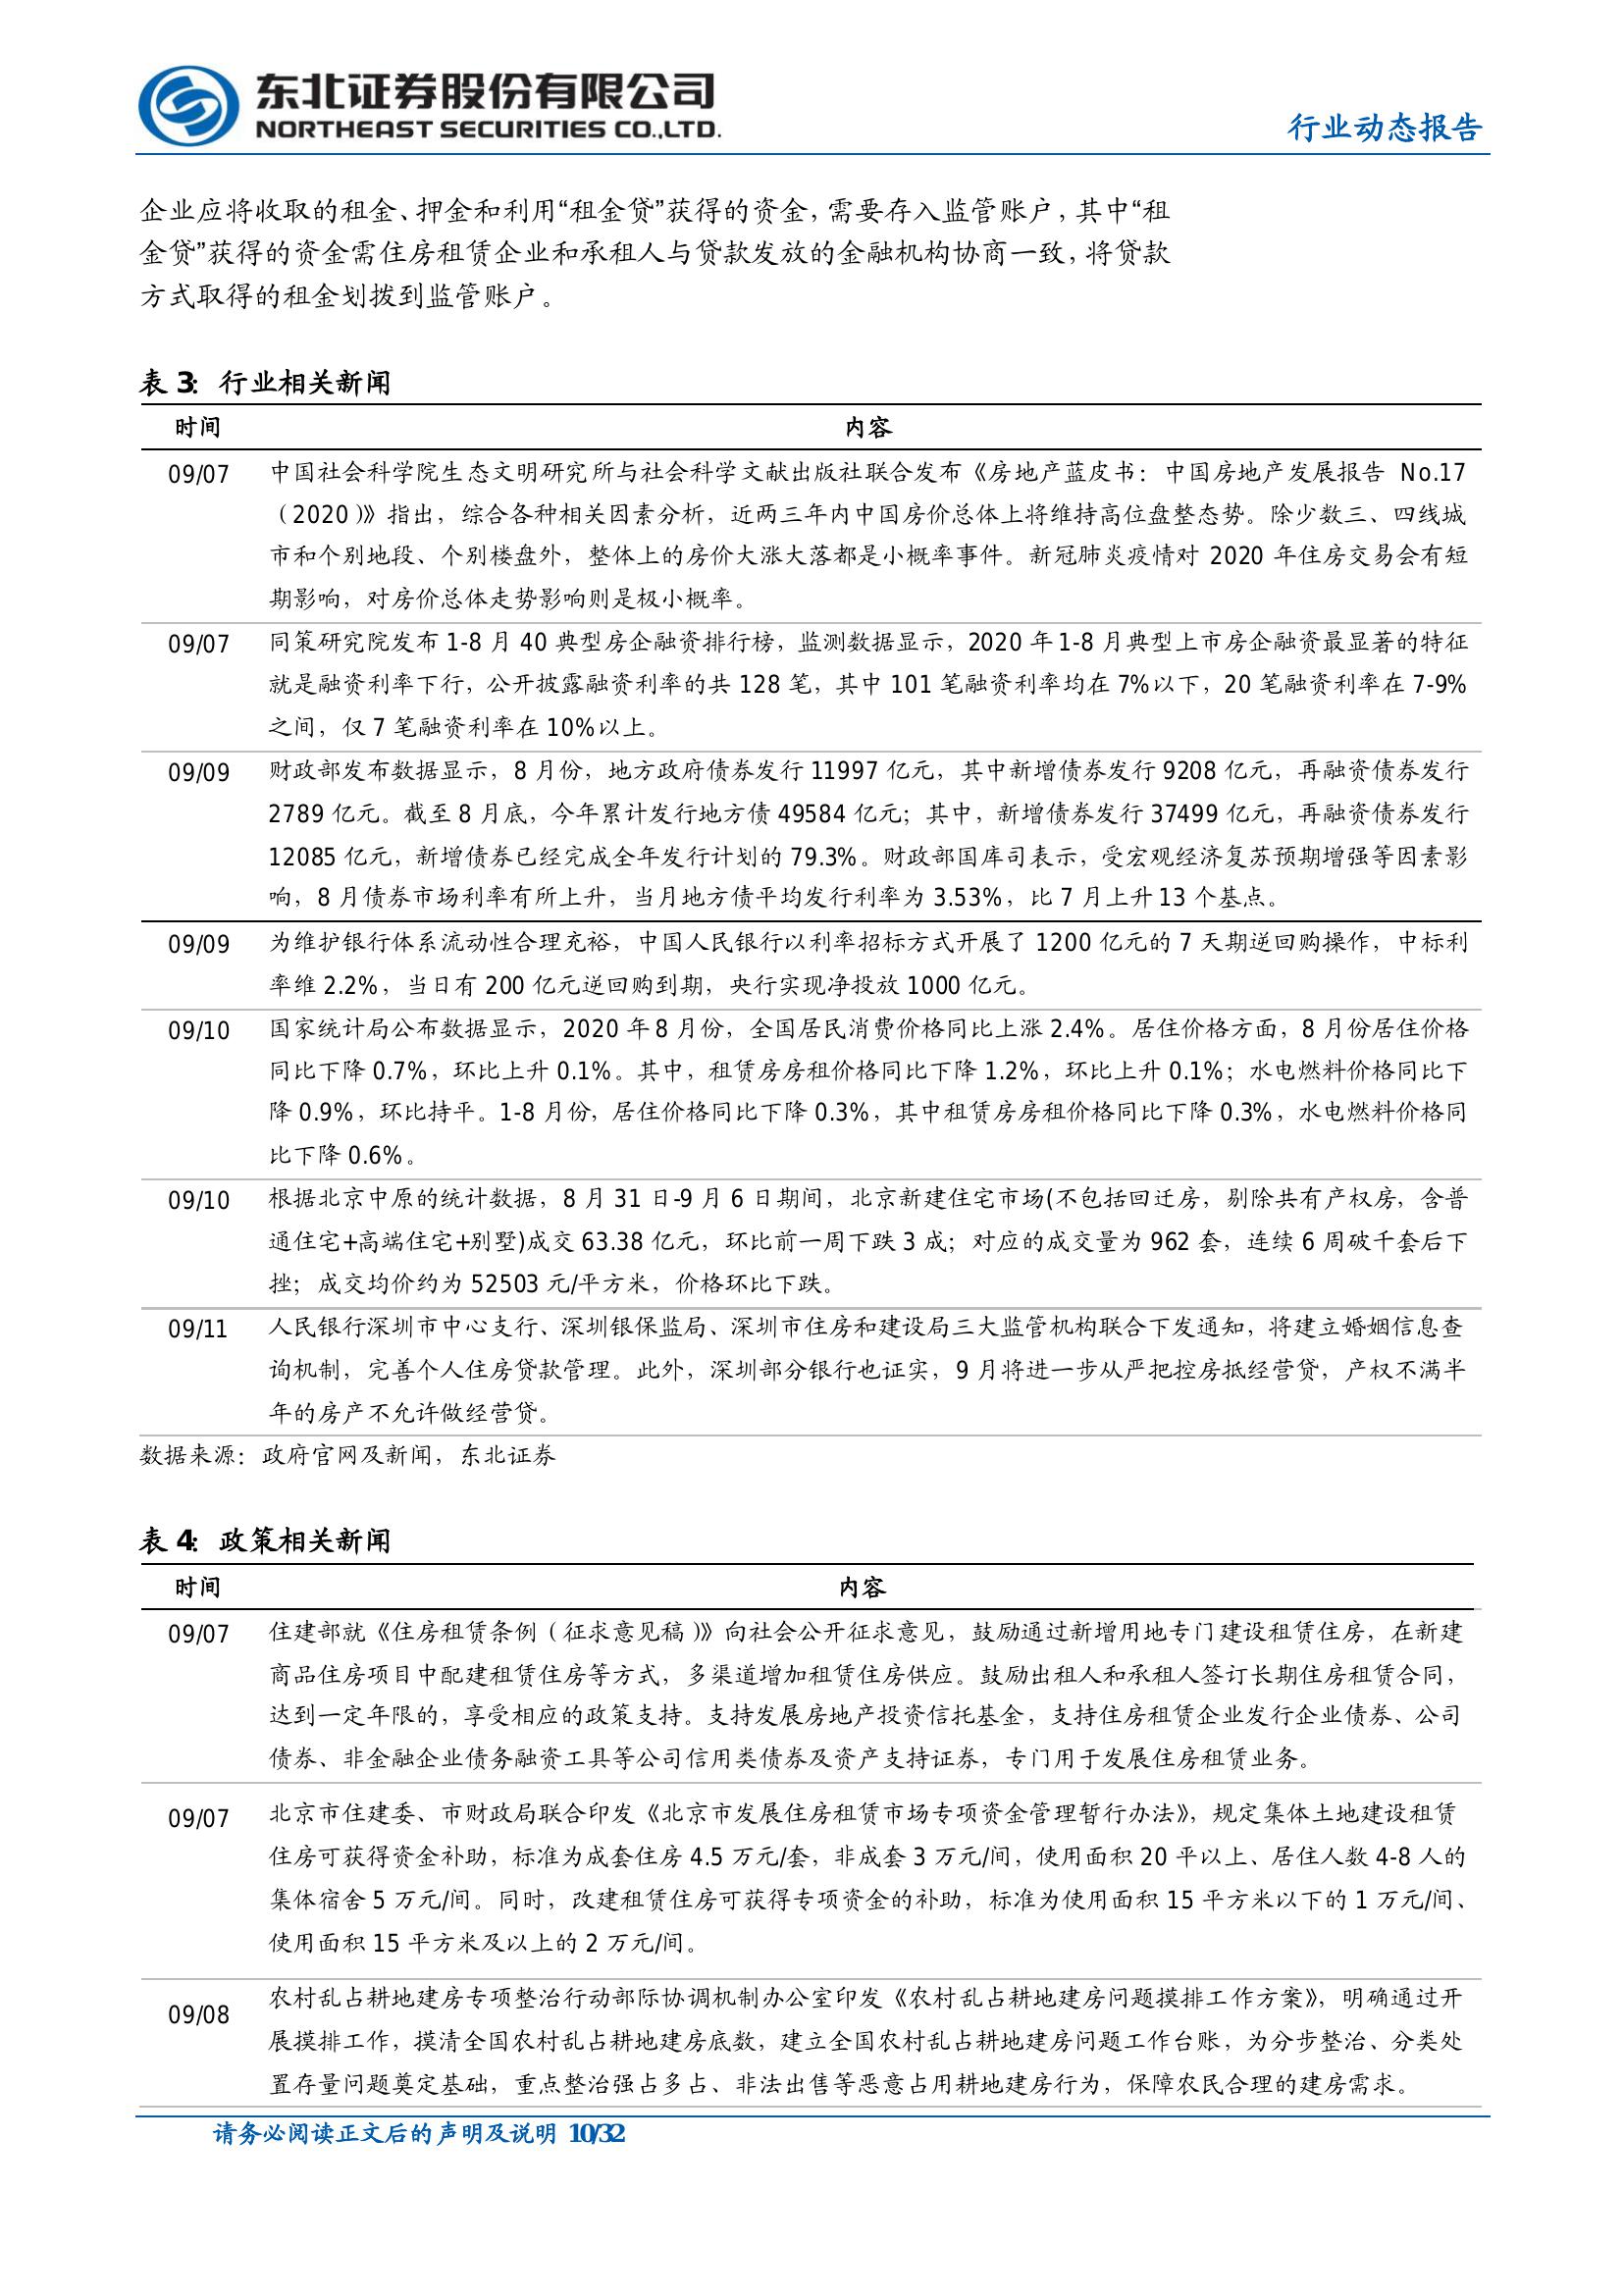 东北证券股份有限公司
NORTHEAST SECURITIES CO.,LTD.
行业动态报告
企业应将收取的租金、押金和利用“租金贷”获得的资金，需要存入监管账户，其中“租
金贷”获得的资金需住房租赁企业和承租人与贷款发放的金融机构协商一致，将贷款
方式取得的租金划拨到监管账户。
表 3：行业相关新闻
时间 内容
09/07 中国社会科学院生态文明研究所与社会科学文献出版社联合发布《房地产蓝皮书：中国房地产发展报告 No.17
（2020）》指出，综合各种相关因素分析，近两三年内中国房价总体上将维持高位盘整态势。除少数三、四线城
市和个别地段、个别楼盘外，整体上的房价大涨大落都是小概率事件。新冠肺炎疫情对 2020 年住房交易会有短
期影响，对房价总体走势影响则是极小概率。
09/07 同策研究院发布 1-8 月 40 典型房企融资排行榜，监测数据显示，2020 年 1-8 月典型上市房企融资最显著的特征
就是融资利率下行，公开披露融资利率的共 128 笔，其中 101 笔融资利率均在 7%以下，20 笔融资利率在 7-9%
之间，仅 7 笔融资利率在 10%以上。
09/09 财政部发布数据显示，8 月份，地方政府债券发行 11997 亿元，其中新增债券发行 9208 亿元，再融资债券发行
2789 亿元。截至 8 月底，今年累计发行地方债 49584 亿元；其中，新增债券发行 37499 亿元，再融资债券发行
12085 亿元，新增债券已经完成全年发行计划的 79.3%。财政部国库司表示，受宏观经济复苏预期增强等因素影
响，8 月债券市场利率有所上升，当月地方债平均发行利率为 3.53%，比 7 月上升 13 个基点。
09/09 为维护银行体系流动性合理充裕，中国人民银行以利率招标方式开展了 1200 亿元的 7 天期逆回购操作，中标利
率维 2.2%，当日有 200 亿元逆回购到期，央行实现净投放 1000 亿元。
09/10 国家统计局公布数据显示，2020 年 8 月份，全国居民消费价格同比上涨 2.4%。居住价格方面，8 月份居住价格
同比下降 0.7%，环比上升 0.1%。其中，租赁房房租价格同比下降 1.2%，环比上升 0.1%；水电燃料价格同比下
降 0.9%，环比持平。1-8 月份，居住价格同比下降 0.3%，其中租赁房房租价格同比下降 0.3%，水电燃料价格同
比下降 0.6%。
09/10 根据北京中原的统计数据，8 月 31 日-9 月 6 日期间，北京新建住宅市场(不包括回迁房，剔除共有产权房，含普
通住宅+高端住宅+别墅)成交 63.38 亿元，环比前一周下跌 3 成；对应的成交量为 962 套，连续 6 周破千套后下
挫；成交均价约为 52503 元/平方米，价格环比下跌。
09/11 人民银行深圳市中心支行、深圳银保监局、深圳市住房和建设局三大监管机构联合下发通知，将建立婚姻信息查
询机制，完善个人住房贷款管理。此外，深圳部分银行也证实，9 月将进一步从严把控房抵经营贷，产权不满半
年的房产不允许做经营贷。
数据来源：政府官网及新闻，东北证券
表 4：政策相关新闻
时间 内容
09/07 住建部就《住房租赁条例（征求意见稿）》向社会公开征求意见，鼓励通过新增用地专门建设租赁住房，在新建
商品住房项目中配建租赁住房等方式，多渠道增加租赁住房供应。鼓励出租人和承租人签订长期住房租赁合同，
达到一定年限的，享受相应的政策支持。支持发展房地产投资信托基金，支持住房租赁企业发行企业债券、公司
债券、非金融企业债务融资工具等公司信用类债券及资产支持证券，专门用于发展住房租赁业务。
09/07 北京市住建委、市财政局联合印发《北京市发展住房租赁市场专项资金管理暂行办法》，规定集体土地建设租赁
住房可获得资金补助，标准为成套住房 4.5 万元/套，非成套 3 万元/间，使用面积 20 平以上、居住人数 4-8 人的
集体宿舍 5 万元/间。同时，改建租赁住房可获得专项资金的补助，标准为使用面积 15 平方米以下的 1 万元/间、
使用面积 15 平方米及以上的 2 万元/间。
09/08 农村乱占耕地建房专项整治行动部际协调机制办公室印发《农村乱占耕地建房问题摸排工作方案》，明确通过开
展摸排工作，摸清全国农村乱占耕地建房底数，建立全国农村乱占耕地建房问题工作台账，为分步整治、分类处
置存量问题奠定基础，重点整治强占多占、非法出售等恶意占用耕地建房行为，保障农民合理的建房需求。
请务必阅读正文后的声明及说明 10/32